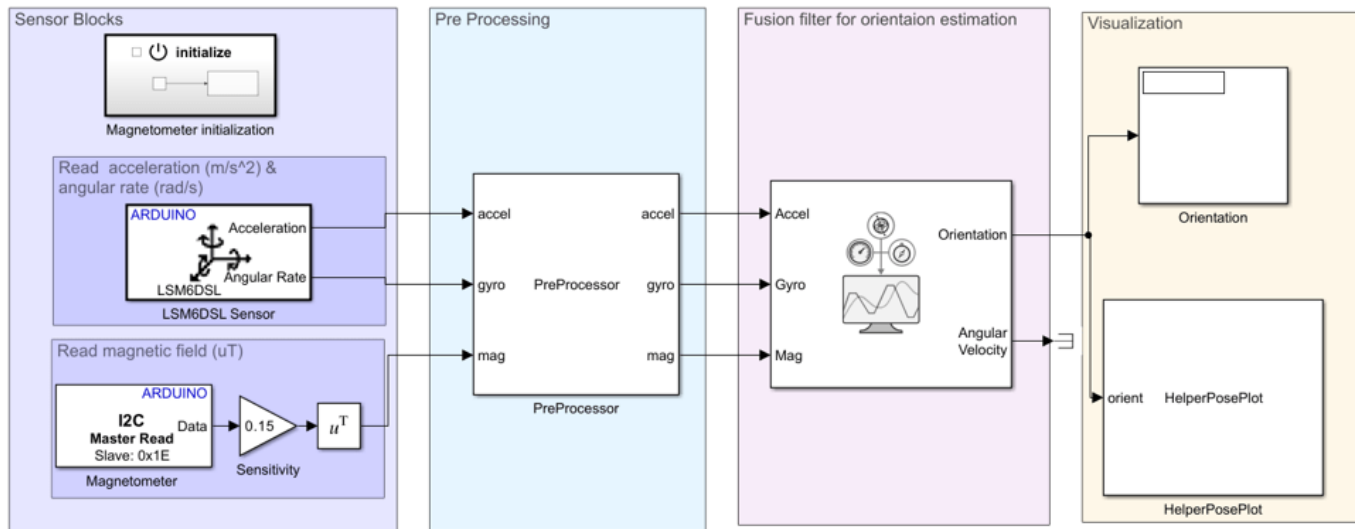 Sensor Blocks
initialize
Magnetometer initialization
Read acceleration (m/s^2) &
angular rate (rad/s)
ARDUINO
Acceleration
Angular Rate
LSM6DSL
LSM6DSL Sensor
Read magnetic field (uT)
ARDUINO
I2C
Master Read
Slave: 0x1E
Data
Magnetometer
0.15
Sensitivity
u^T
Pre Processing
accel
gyro
mag
PreProcessor
accel
gyro
mag
PreProcessor
Fusion filter for orientaion estimation
Accel
Gyro
Mag
Orientation
Angular
Velocity
Visualization
Orientation
orient
HelperPosePlot
HelperPosePlot